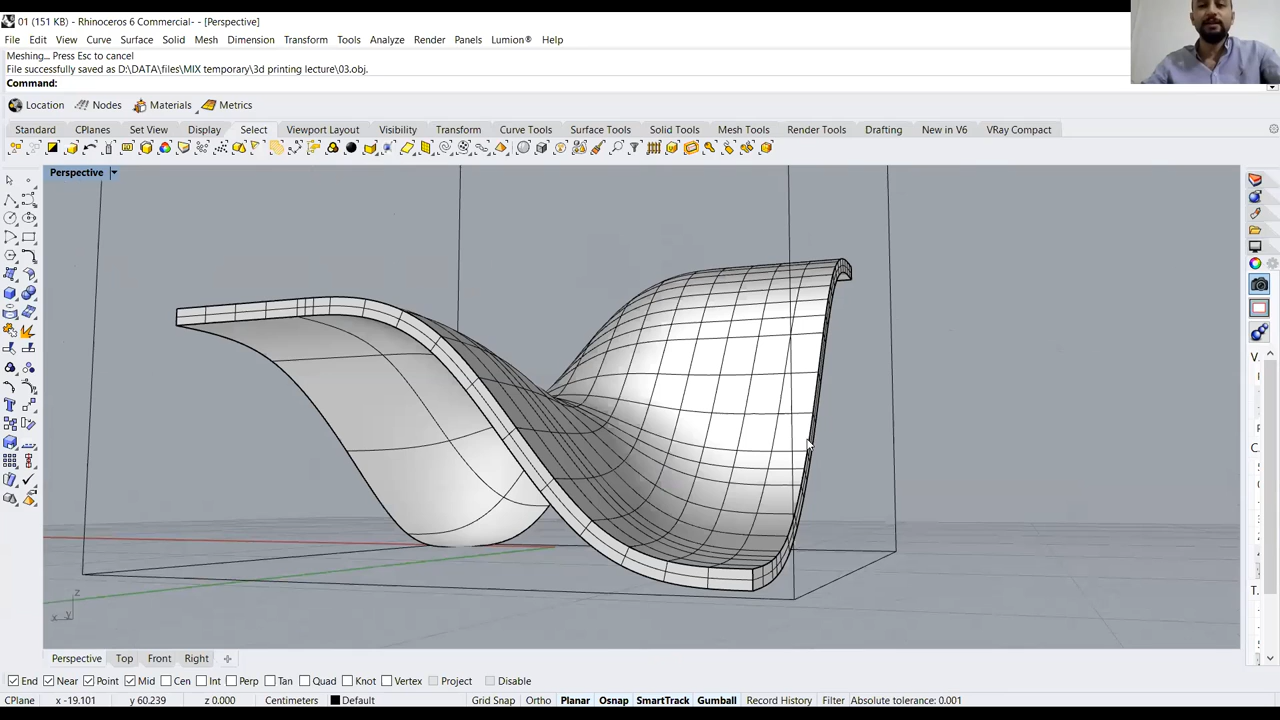 01 (151 KB) - Rhinoceros 6 Commercial- - [Perspective]
File Edit View Curve Surface Solid Mesh Dimension Transform Tools Analyze Render Panels Lumion® Help
Meshing... Press Esc to cancel
File successfully saved as D:\DATA\files\MIX temporary\3d printing lecture\03.obj.
Command:
Location Nodes Materials Metrics
Standard CPlanes Set View Display Select Viewport Layout Visibility Transform Curve Tools Surface Tools Solid Tools Mesh Tools Render Tools Drafting New in V6 VRay Compact
Perspective
V
C
T
z
x y
Perspective Top Front Right
End Near Point Mid Cen Int Perp Tan Quad Knot Vertex Project Disable
CPlane x -19.101 y 60.239 z 0.000 Centimeters Default Grid Snap Ortho Planar Osnap SmartTrack Gumball Record History Filter Absolute tolerance: 0.001